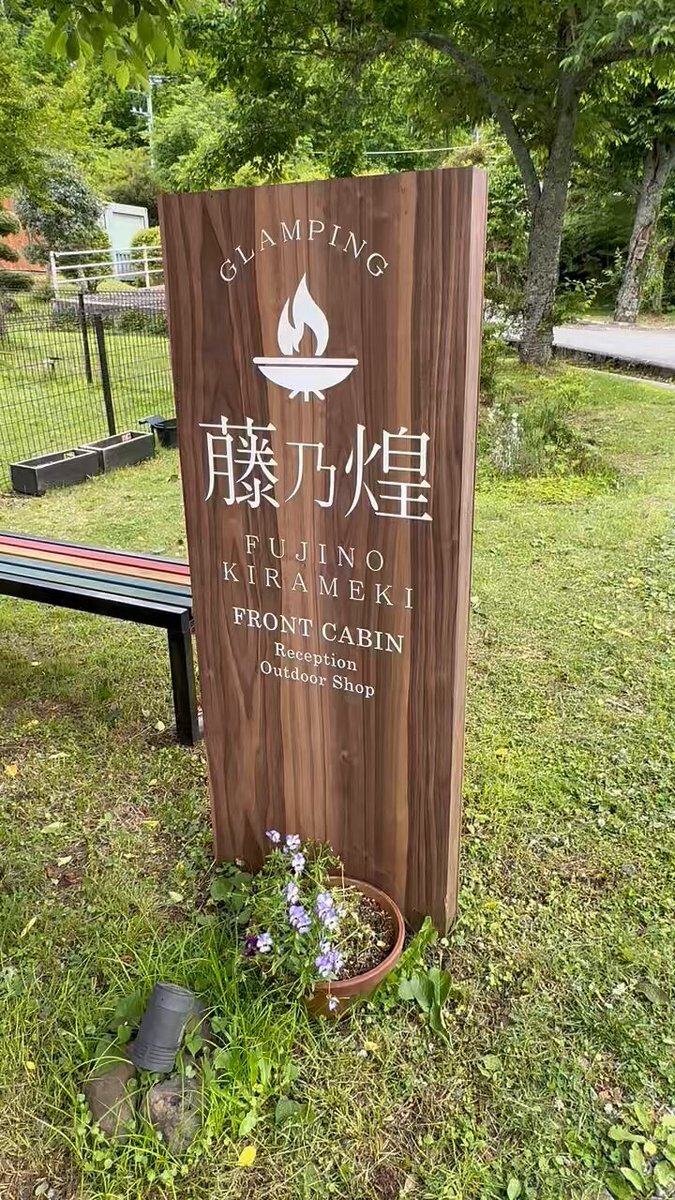 GLAMPING
藤乃煌
FUJINO
KIRAMEKI
FRONT CABIN
Reception
Outdoor Shop